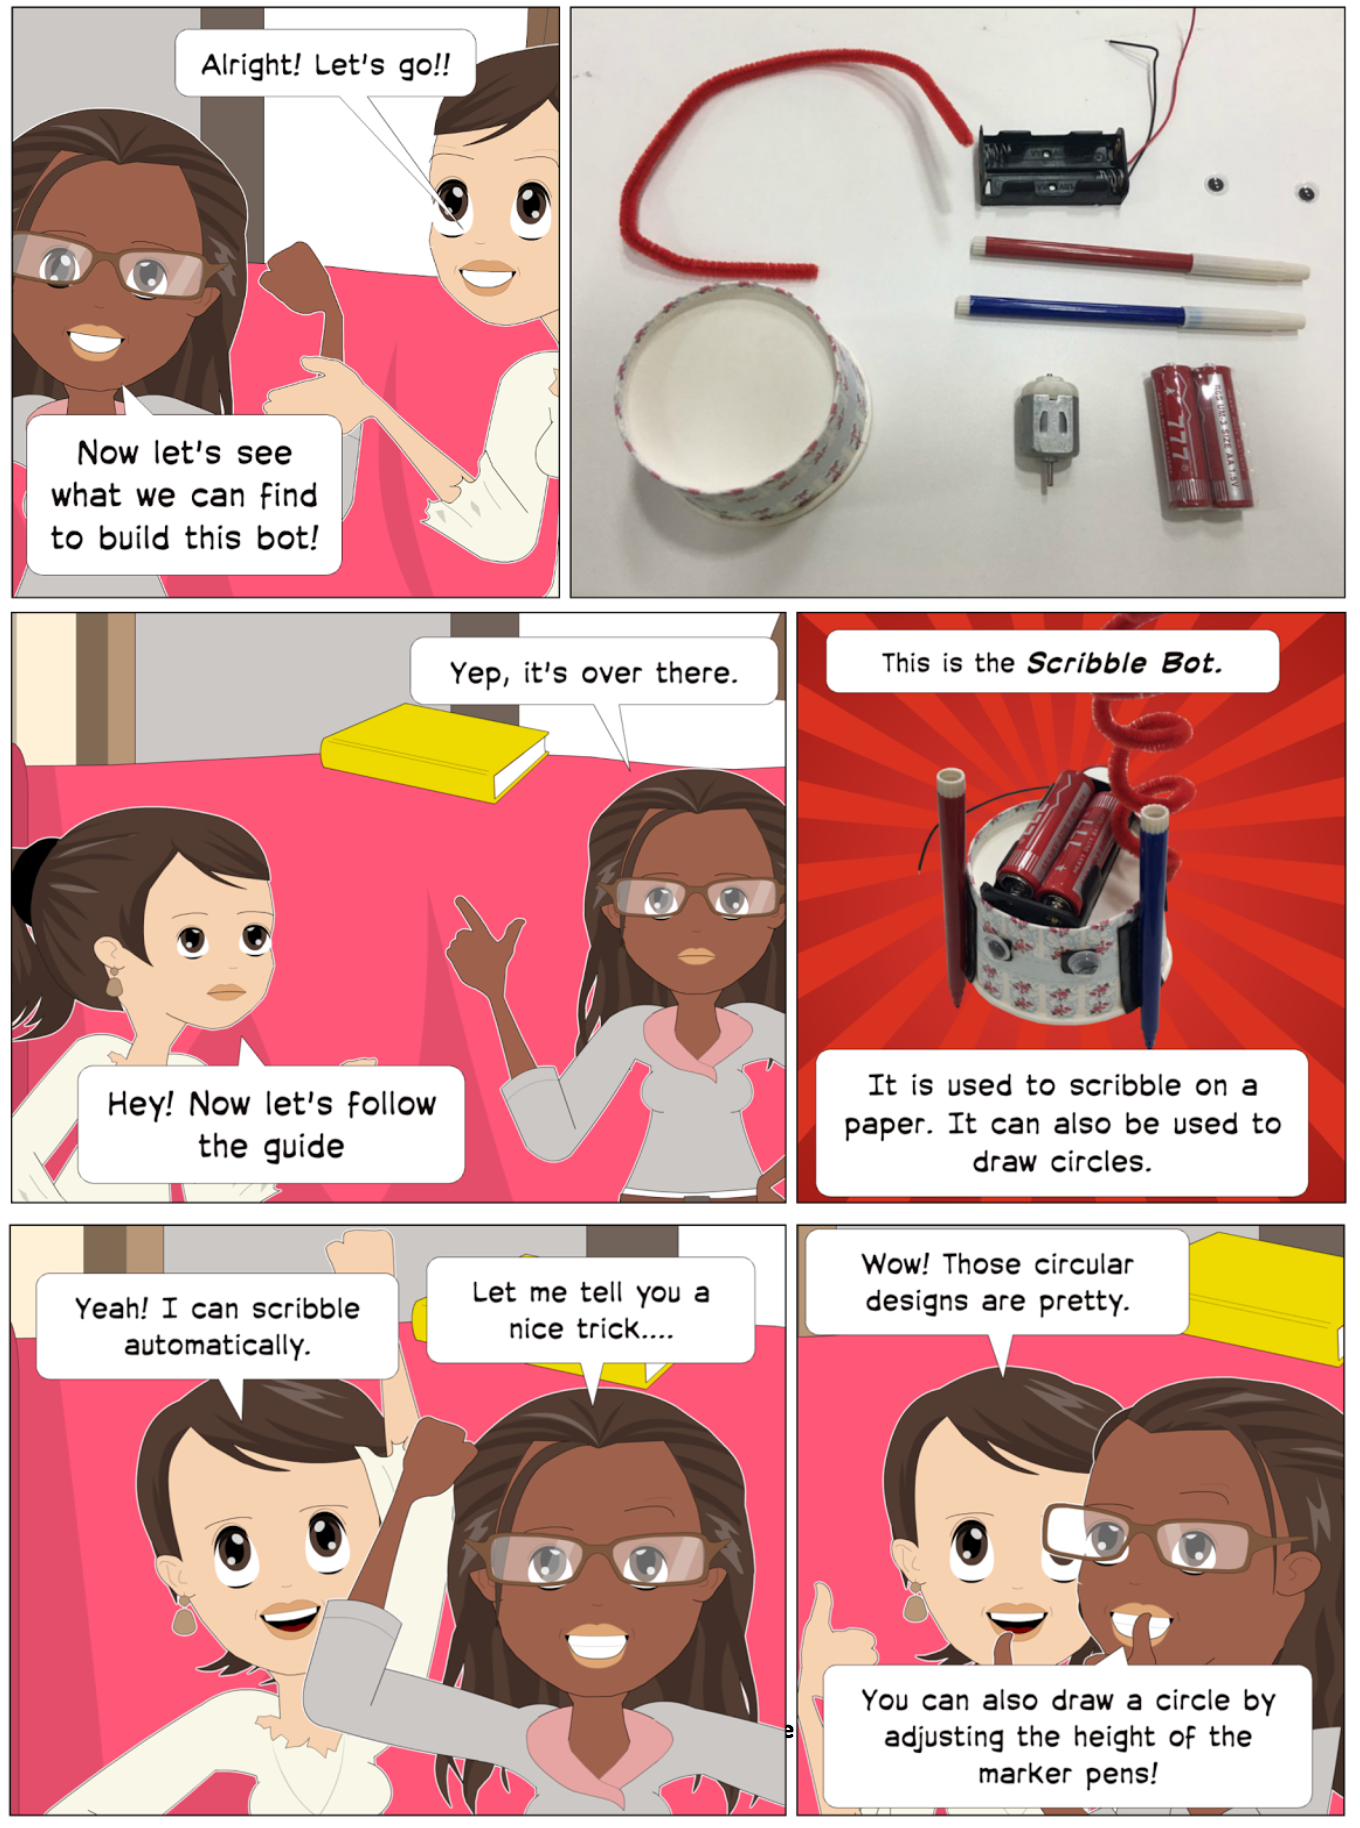 Alright! Let's go!!
Now let's see
what we can find
to build this bot!
777
Yep, it's over there.
Hey! Now let's follow
the guide
This is the Scribble Bot.
It is used to scribble on a
paper. It can also be used to
draw circles.
Yeah! I can scribble
automatically.
Let me tell you a
nice trick....
e
Wow! Those circular
designs are pretty.
You can also draw a circle by
adjusting the height of the
marker pens!